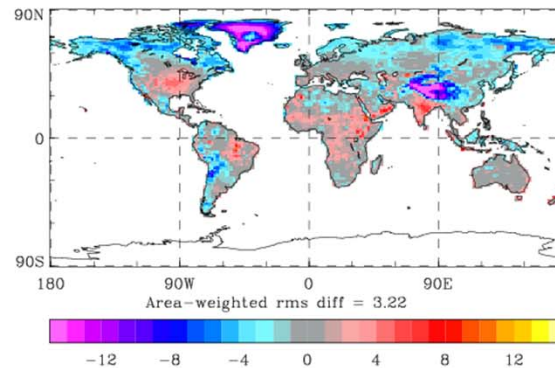 90N
0
90S
180 90W 0 90E
Area-weighted rms diff = 3.22
-12 -8 -4 0 4 8 12